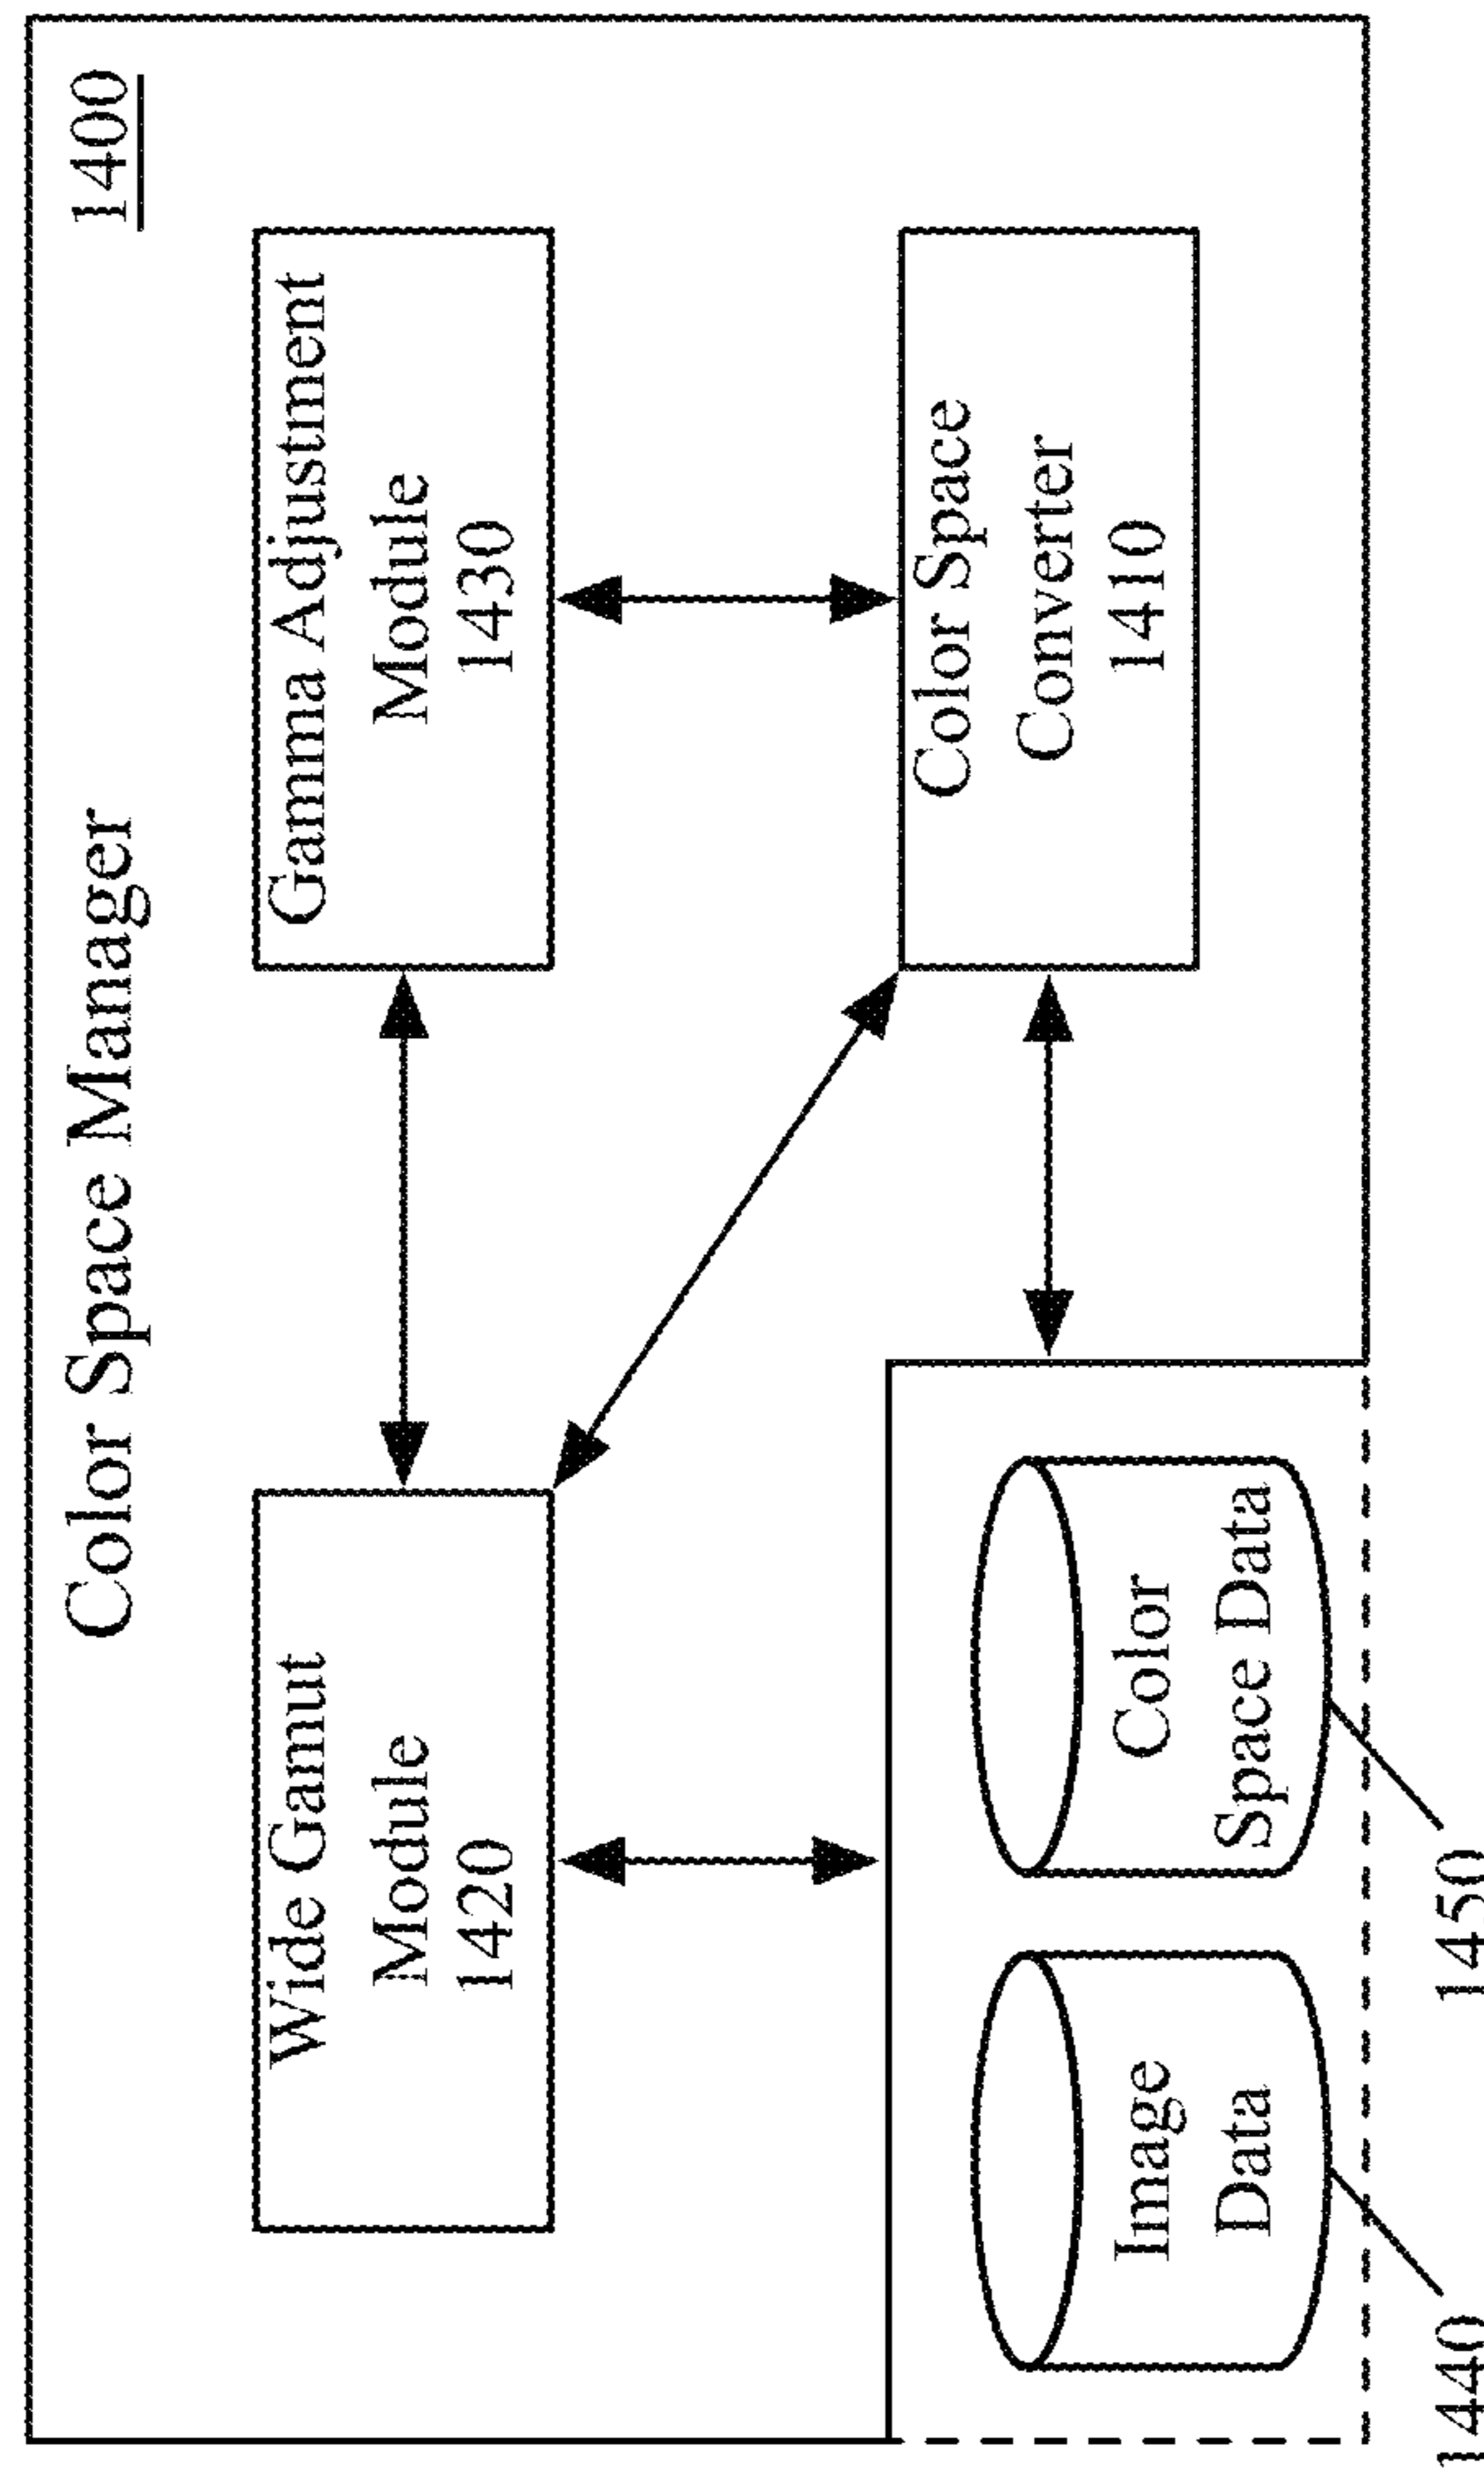 Color Space Manager
1400
Wide Gamut
Module
1420
Gamma Adjustment
Module
1430
Color Space
Converter
1410
Image
Data
Color
Space Data
1440
1450